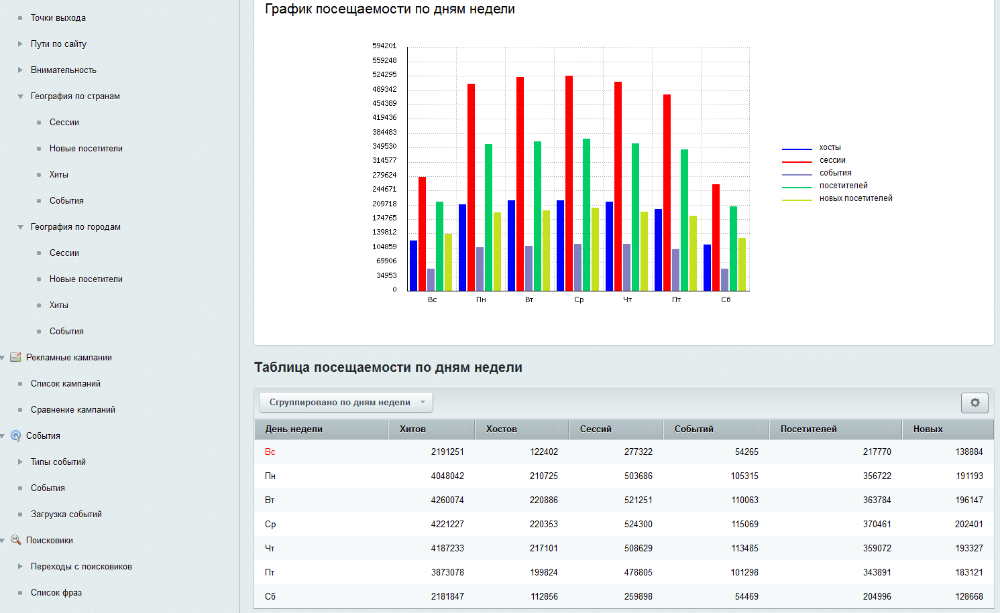 Точки выхода
Пути по сайту
Внимательность
География по странам
Сессии
Новые посетители
Хиты
События
География по городам
Сессии
Новые посетители
Хиты
События
Рекламные кампании
Список кампаний
Сравнение кампаний
События
Типы событий
События
Загрузка событий
Поисковики
Переходы с поисковиков
Список фраз
График посещаемости по дням недели
594201
559248
524295
489342
454389
419436
384483
349530
314577
279624
244671
209718
174765
139812
104859
69906
34953
0
Вс Пн Вт Ср Чт Пт Сб
хосты
сессии
события
посетителей
новых посетителей
Таблица посещаемости по дням недели
Сгруппировано по дням недели
День недели Хитов Хостов Сессий Событий Посетителей Новых
Вс 2191251 122402 277322 54265 217770 138884
Пн 4048042 210725 503686 105315 356722 191193
Вт 4260074 220886 521251 110063 363784 196147
Ср 4221227 220353 524300 115069 370461 202401
Чт 4187233 217101 508629 113485 359072 193327
Пт 3873078 199824 478805 101298 343891 183121
Сб 2181847 112856 259898 54469 204996 128668